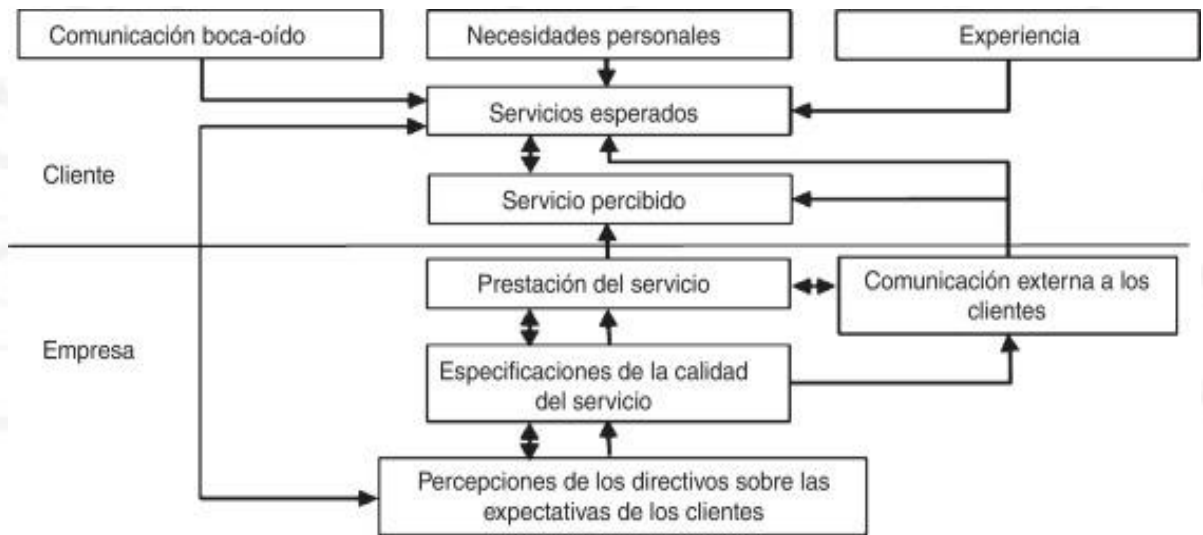 Comunicación boca-oído
Necesidades personales
Experiencia
Servicios esperados
Cliente
Servicio percibido
Prestación del servicio
Comunicación externa a los
clientes
Empresa
Especificaciones de la calidad
del servicio
Percepciones de los directivos sobre las
expectativas de los clientes